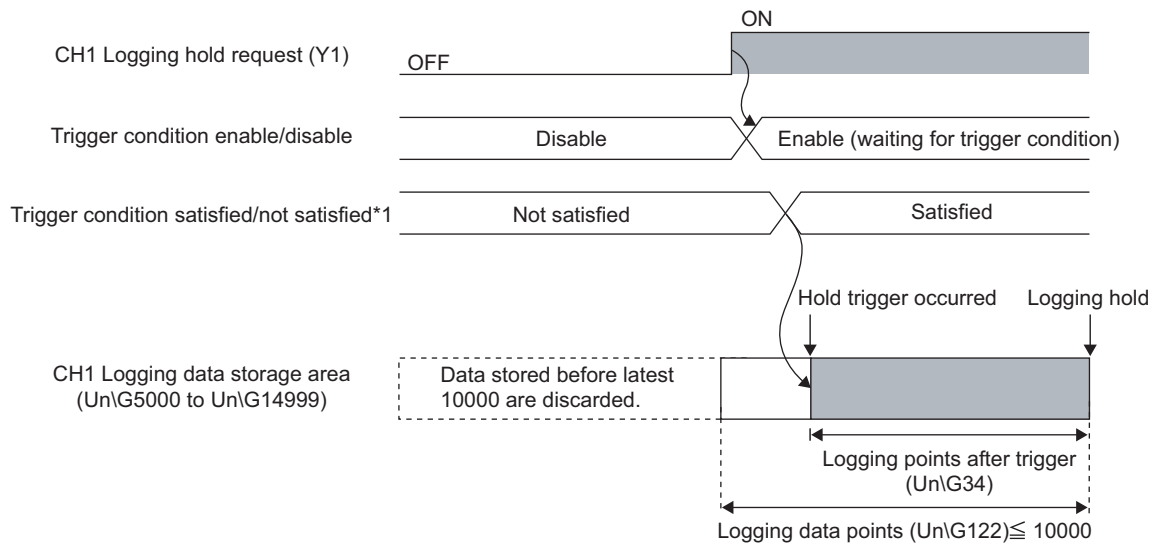 ON
CH1 Logging hold request (Y1)
OFF
Trigger condition enable/disable
Disable
Enable (waiting for trigger condition)
Trigger condition satisfied/not satisfied*1
Not satisfied
Satisfied
Hold trigger occurred
Logging hold
CH1 Logging data storage area
(Un\G5000 to Un\G14999)
Data stored before latest
10000 are discarded.
Logging points after trigger
(Un\G34)
Logging data points (Un\G122)≦ 10000